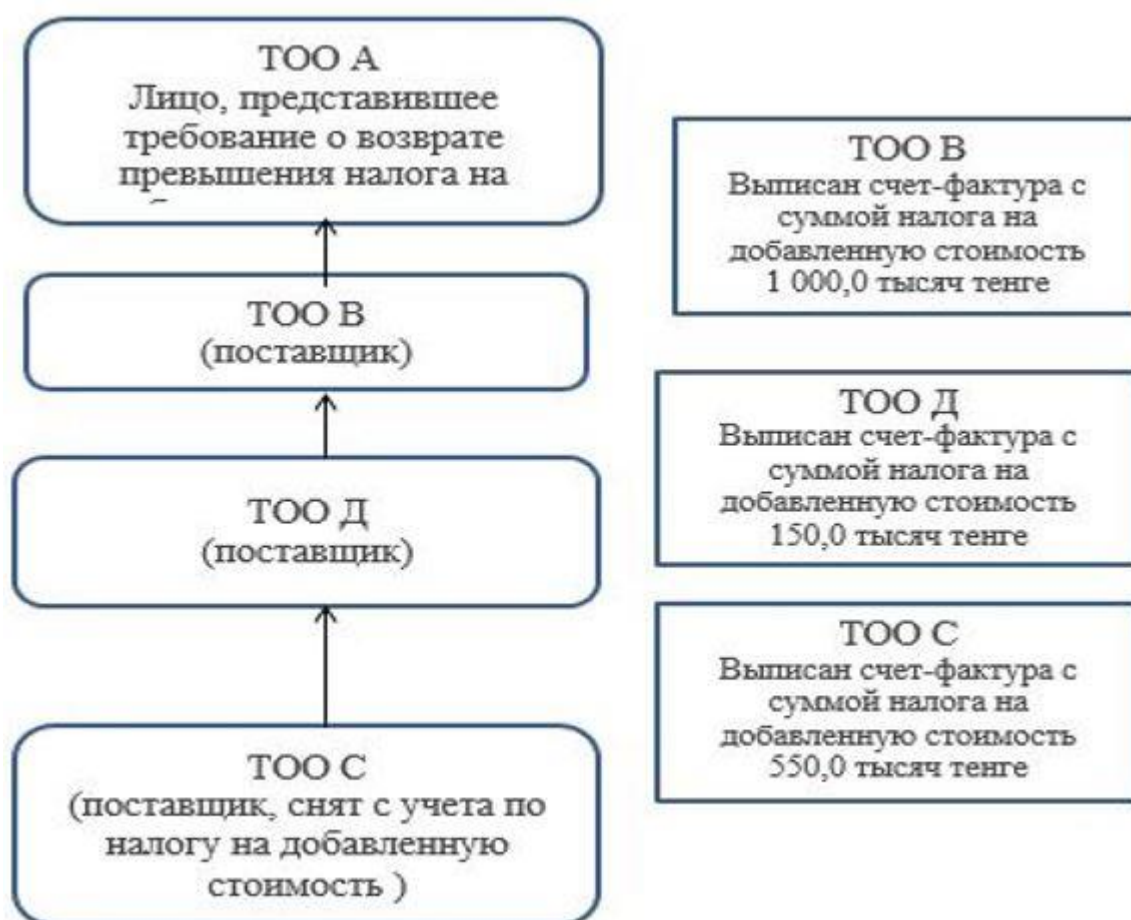 ТОО А
Лицо, представившее
требование о возврате
превышения налога на
ТОО В
Выписан счет-фактура с
суммой налога на
добавленную стоимость
1 000,0 тысяч тенге
ТОО В
(поставщик)
ТОО Д
Выписан счет-фактура с
суммой налога на
добавленную стоимость
150,0 тысяч тенге
ТОО Д
(поставщик)
ТОО С
Выписан счет-фактура с
суммой налога на
добавленную стоимость
550,0 тысяч тенге
ТОО С
(поставщик, снят с учета по
налогу на добавленную
стоимость )